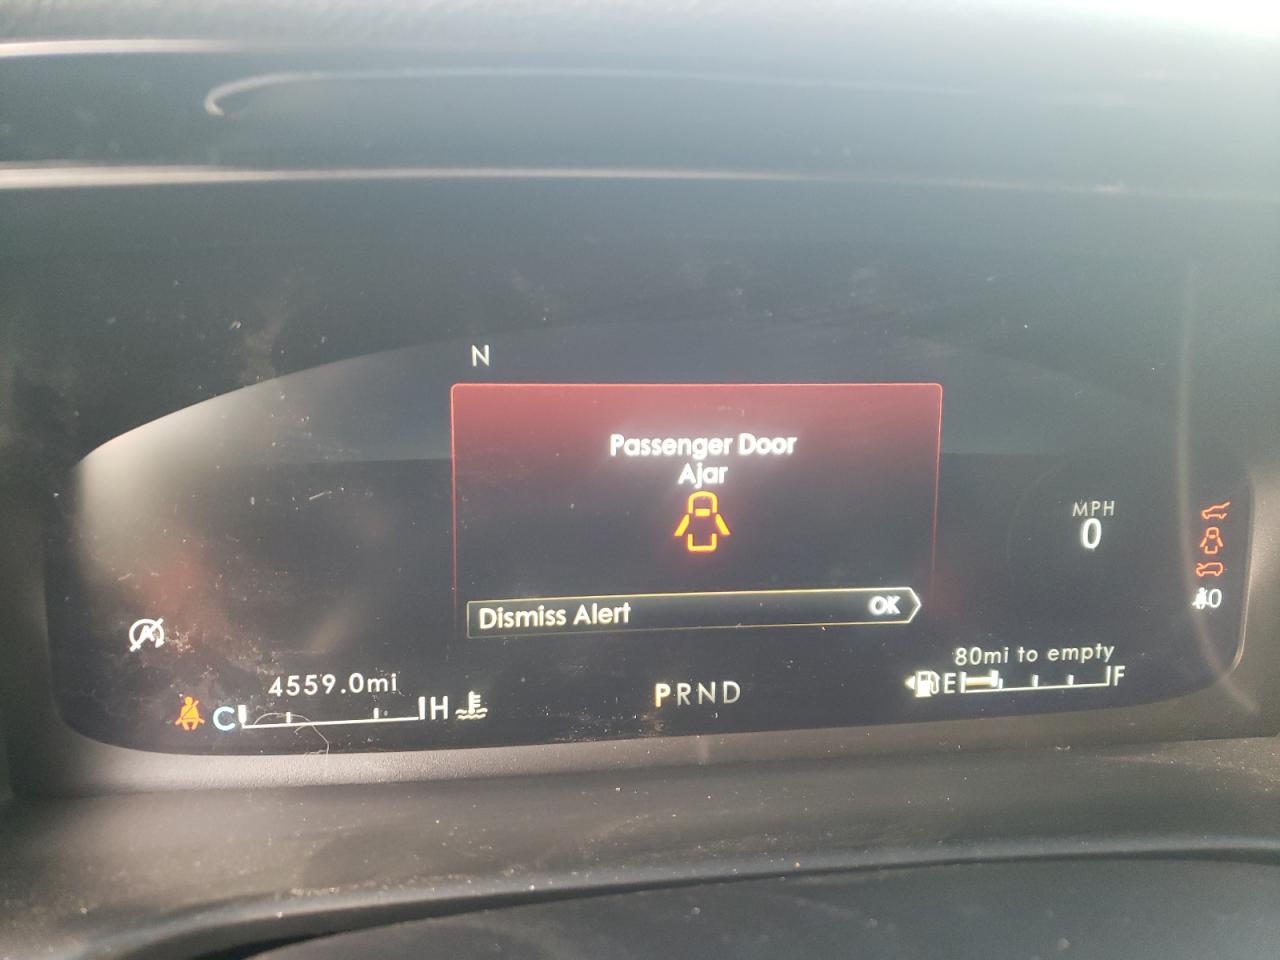 N
Passenger Door
Ajar
MPH
0
Dismiss Alert
OK
80mi to empty
4559.0mi
PRND
E
F
C
H